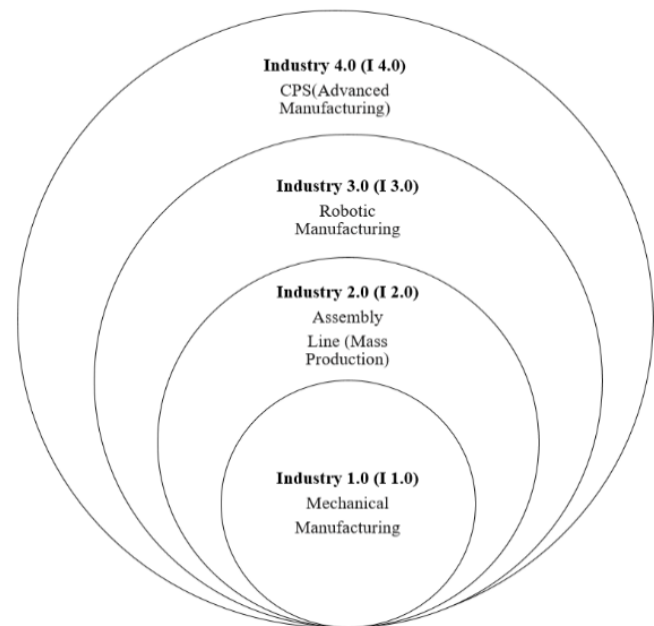 Industry 4.0 (I 4.0)
CPS(Advanced
Manufacturing)
Industry 3.0 (I 3.0)
Robotic
Manufacturing
Industry 2.0 (I 2.0)
Assembly
Line (Mass
Production)
Industry 1.0 (I 1.0)
Mechanical
Manufacturing